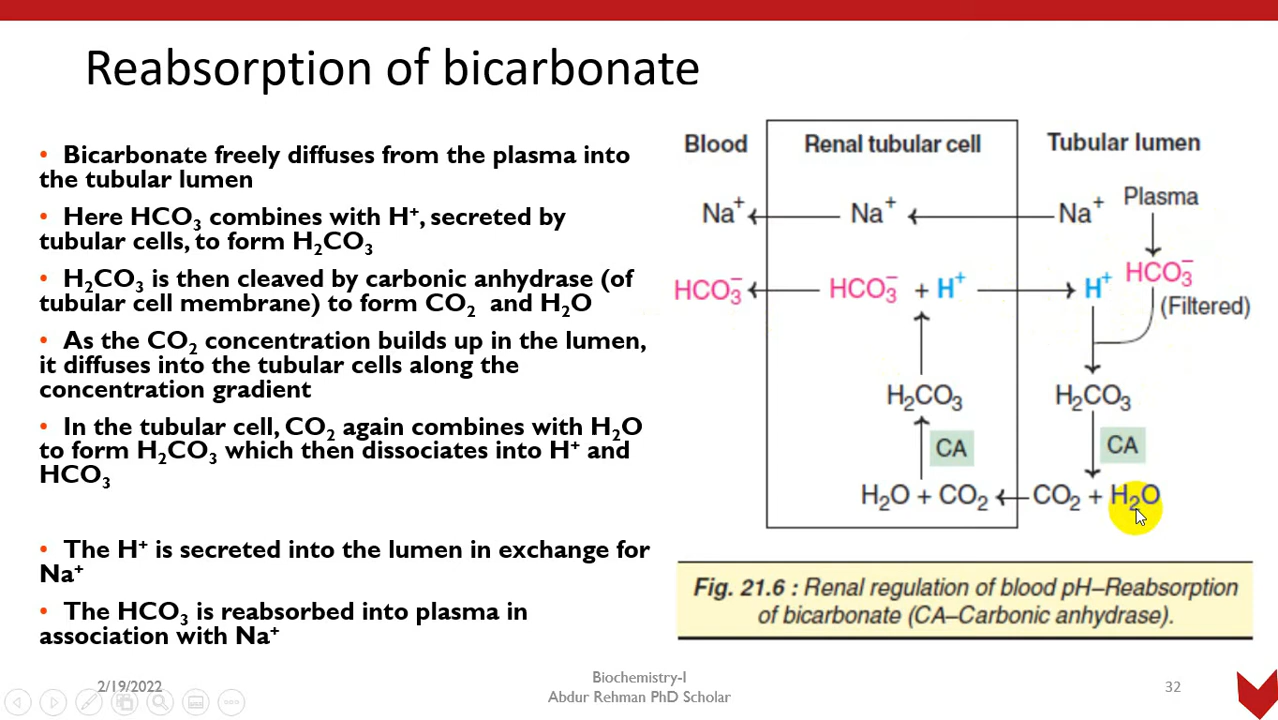 Reabsorption of bicarbonate
• Bicarbonate freely diffuses from the plasma into
the tubular lumen
• Here HCO₃ combines with H⁺, secreted by
tubular cells, to form H₂CO₃
• H₂CO₃ is then cleaved by carbonic anhydrase (of
tubular cell membrane) to form CO₂ and H₂O
• As the CO₂ concentration builds up in the lumen,
it diffuses into the tubular cells along the
concentration gradient
• In the tubular cell, CO₂ again combines with H₂O
to form H₂CO₃ which then dissociates into H⁺ and
HCO₃
• The H⁺ is secreted into the lumen in exchange for
Na⁺
• The HCO₃ is reabsorbed into plasma in
association with Na⁺
Blood Renal tubular cell Tubular lumen
Plasma
Na⁺ Na⁺ Na⁺
HCO₃⁻
HCO₃⁻ HCO₃⁻ + H⁺ H⁺
(Filtered)
H₂CO₃ H₂CO₃
CA CA
H₂O + CO₂ CO₂ + H₂O
Fig. 21.6 : Renal regulation of blood pH–Reabsorption
of bicarbonate (CA–Carbonic anhydrase).
2/19/2022
Biochemistry-I
Abdur Rehman PhD Scholar
32